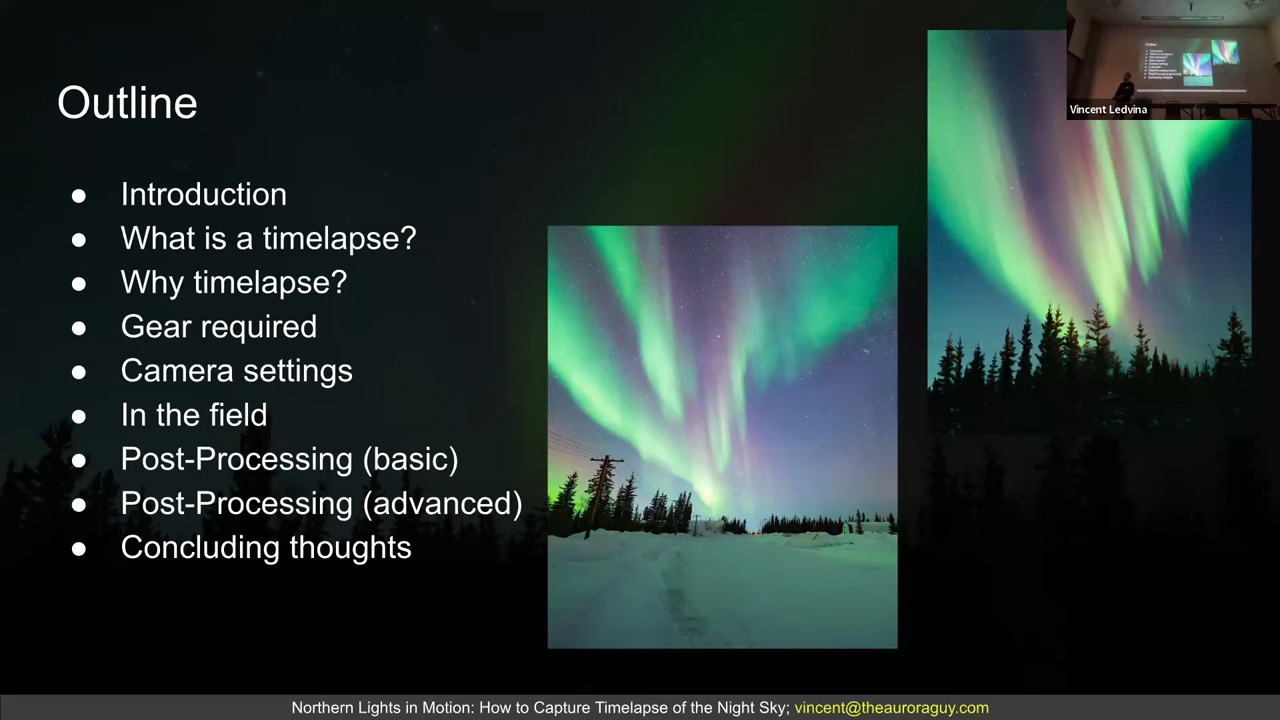 Outline
● Introduction
● What is a timelapse?
● Why timelapse?
● Gear required
● Camera settings
● In the field
● Post-Processing (basic)
● Post-Processing (advanced)
● Concluding thoughts
Vincent Ledvina
Northern Lights in Motion: How to Capture Timelapse of the Night Sky; vincent@theauroraguy.com